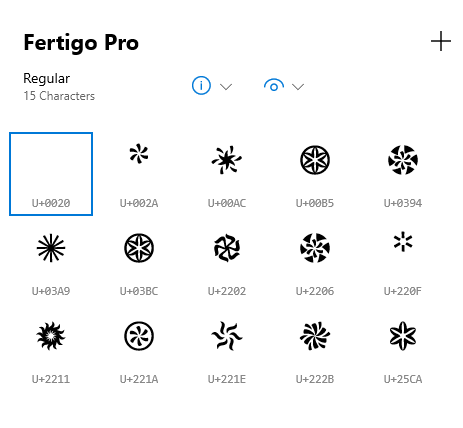 Fertigo Pro
Regular
15 Characters
U+0020 U+002A U+00AC U+00B5 U+0394
U+03A9 U+03BC U+2202 U+2206 U+220F
U+2211 U+221A U+221E U+222B U+25CA